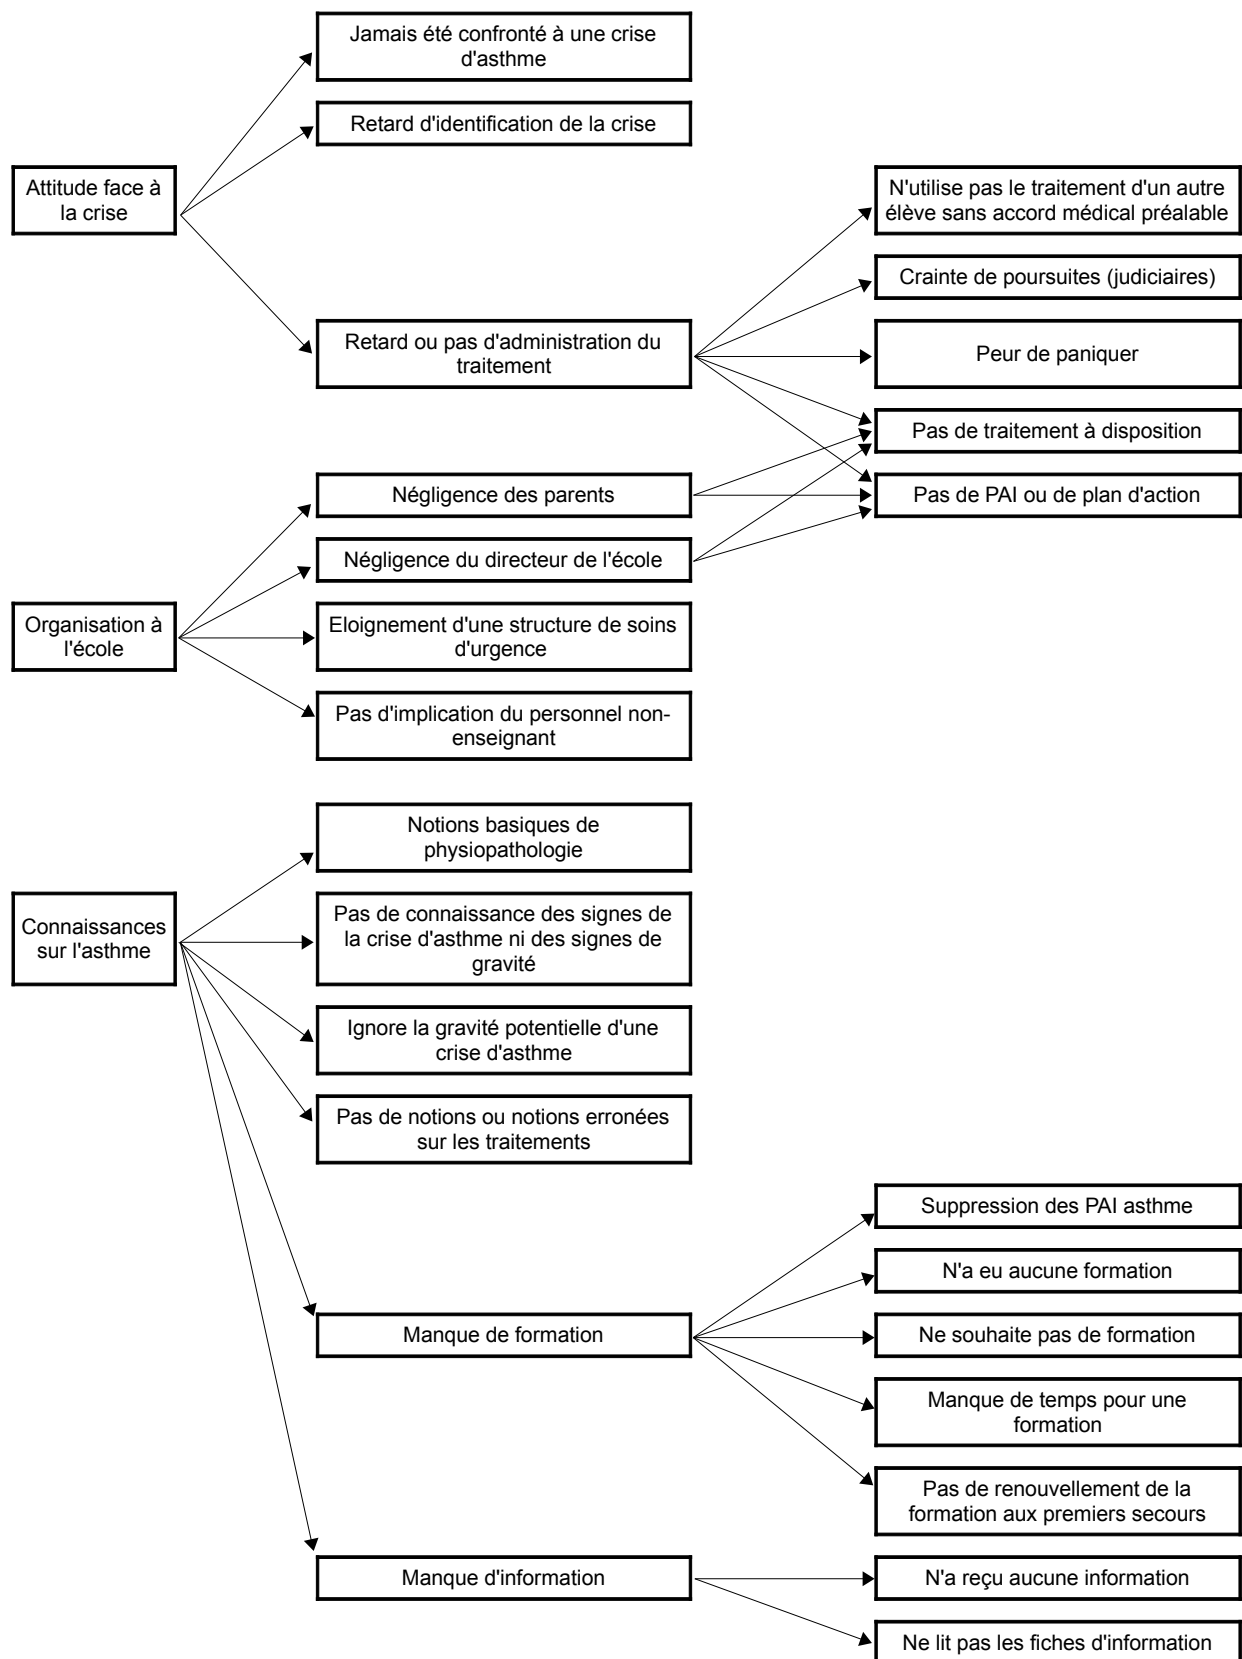 Jamais été confronté à une crise
d'asthme
Retard d'identification de la crise
Attitude face à
la crise
N'utilise pas le traitement d'un autre
élève sans accord médical préalable
Crainte de poursuites (judiciaires)
Retard ou pas d'administration du
traitement
Peur de paniquer
Pas de traitement à disposition
Négligence des parents
Pas de PAI ou de plan d'action
Négligence du directeur de l'école
Organisation à
l'école
Eloignement d'une structure de soins
d'urgence
Pas d'implication du personnel non-
enseignant
Notions basiques de
physiopathologie
Connaissances
sur l'asthme
Pas de connaissance des signes de
la crise d'asthme ni des signes de
gravité
Ignore la gravité potentielle d'une
crise d'asthme
Pas de notions ou notions erronées
sur les traitements
Suppression des PAI asthme
N'a eu aucune formation
Manque de formation
Ne souhaite pas de formation
Manque de temps pour une
formation
Pas de renouvellement de la
formation aux premiers secours
Manque d'information
N'a reçu aucune information
Ne lit pas les fiches d'information